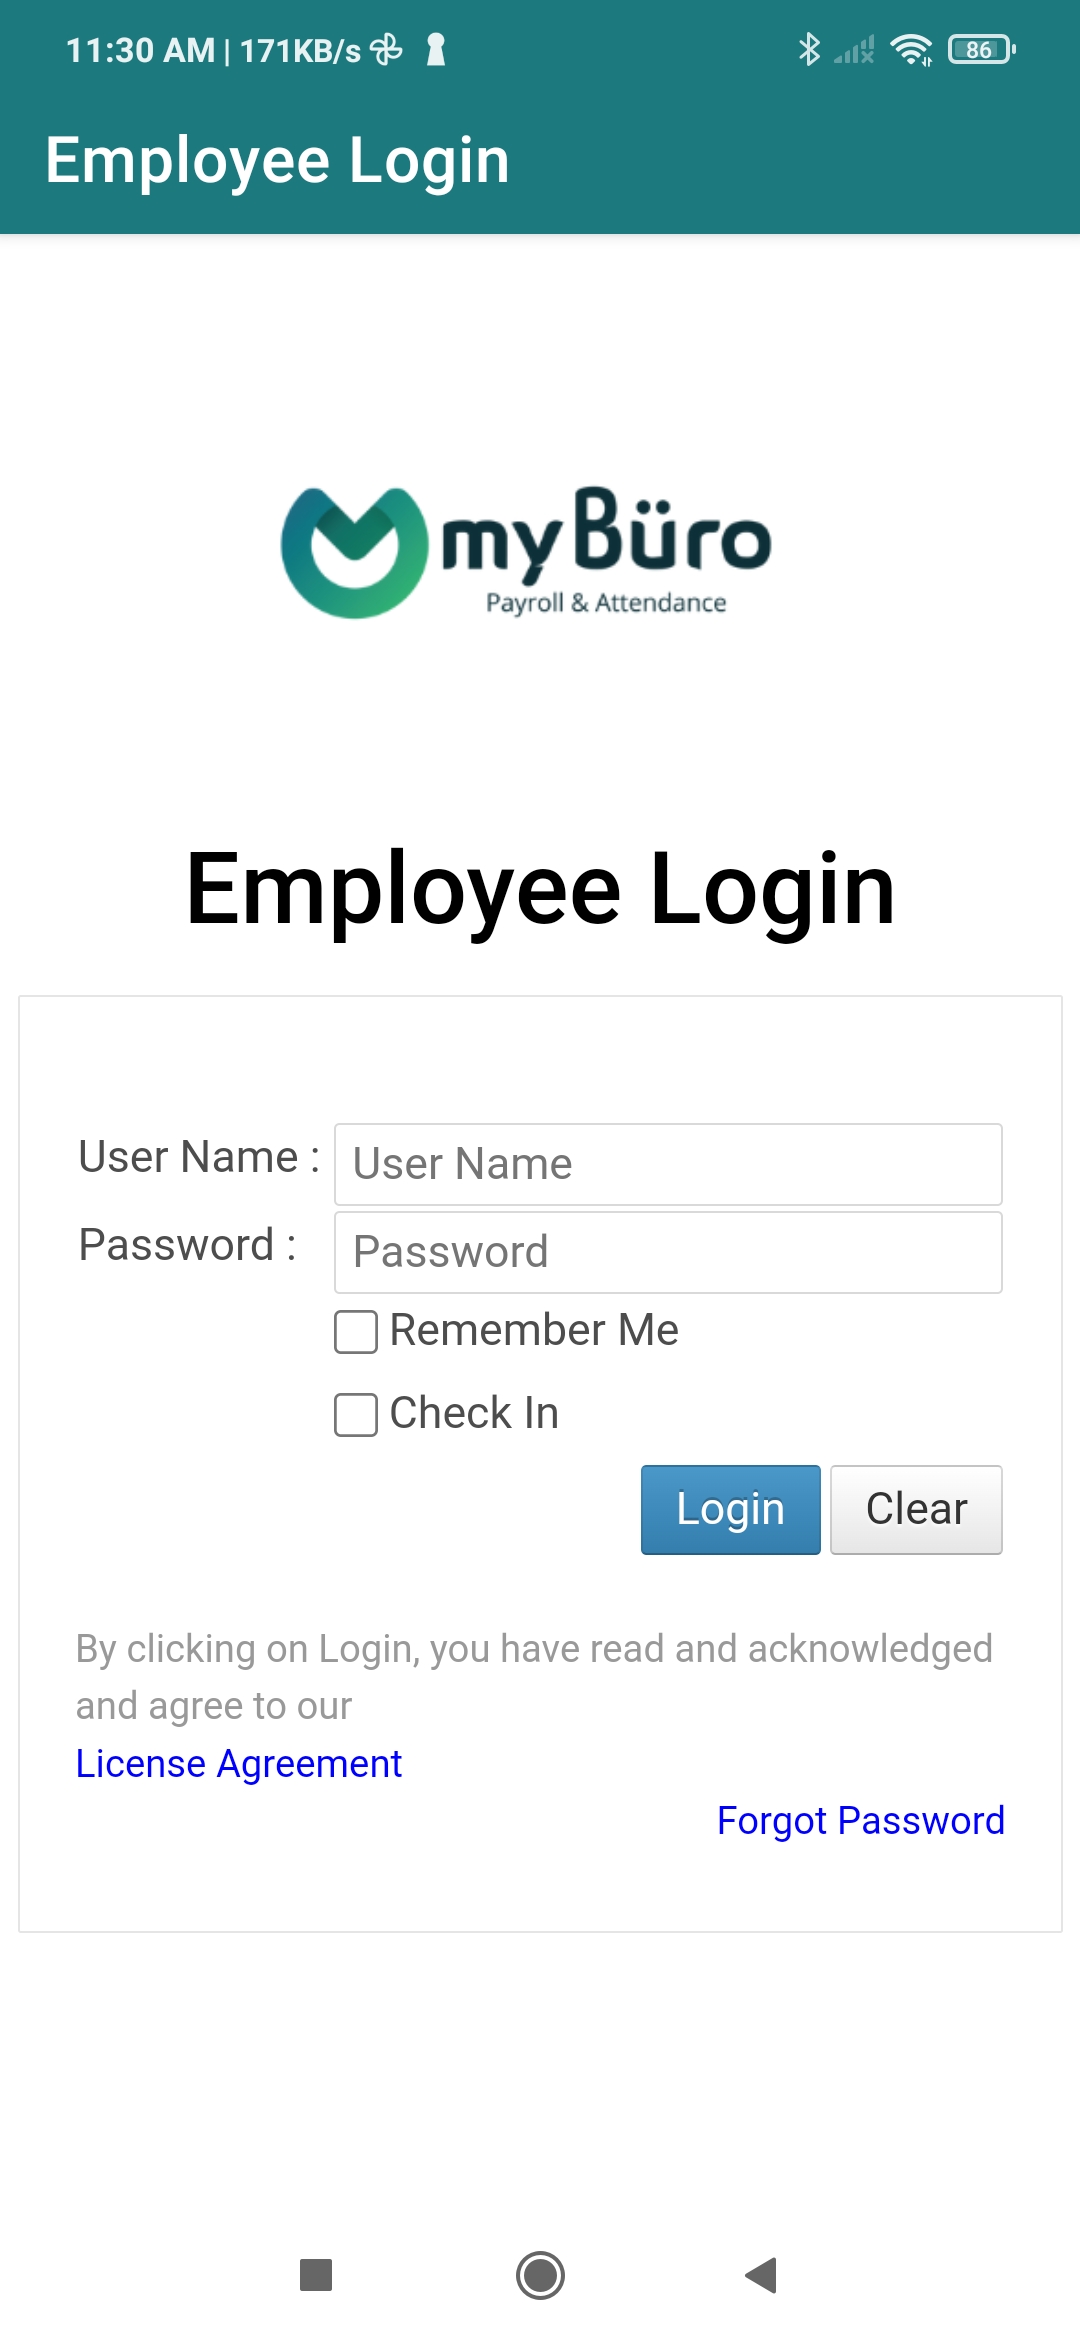 11:30 AM | 171KB/s
86
Employee Login
myBüro
Payroll & Attendance
Employee Login
User Name : User Name
Password : Password
Remember Me
Check In
Login Clear
By clicking on Login, you have read and acknowledged
and agree to our
License Agreement
Forgot Password